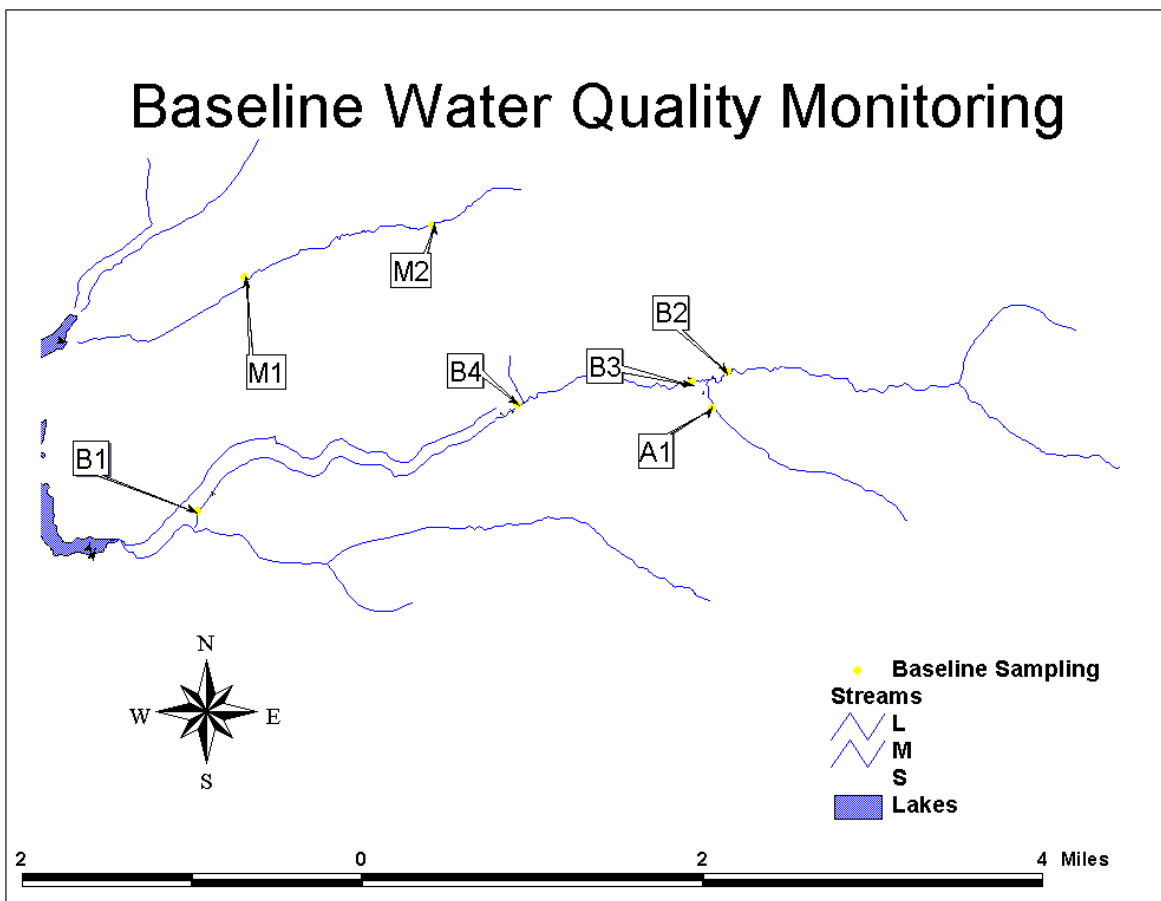 Baseline Water Quality Monitoring
M2
M1
B2
B3
B4
A1
B1
N
W E
S
Baseline Sampling
Streams
L
M
S
Lakes
2 0 2 4 Miles